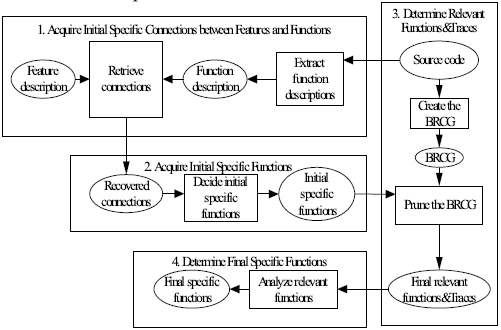 1. Acquire Initial Specific Connections between Features and Functions
Feature
description
Retrieve
connections
Function
description
Extract
function
descriptions
2. Acquire Initial Specific Functions
Recovered
connections
Decide initial
specific
functions
Initial
specific
functions
3. Determine Relevant
Functions&Traces
Source code
Create the
BRCG
BRCG
Prune the BRCG
Final relevant
functions&Traces
4. Determine Final Specific Functions
Final specific
functions
Analyze relevant
functions